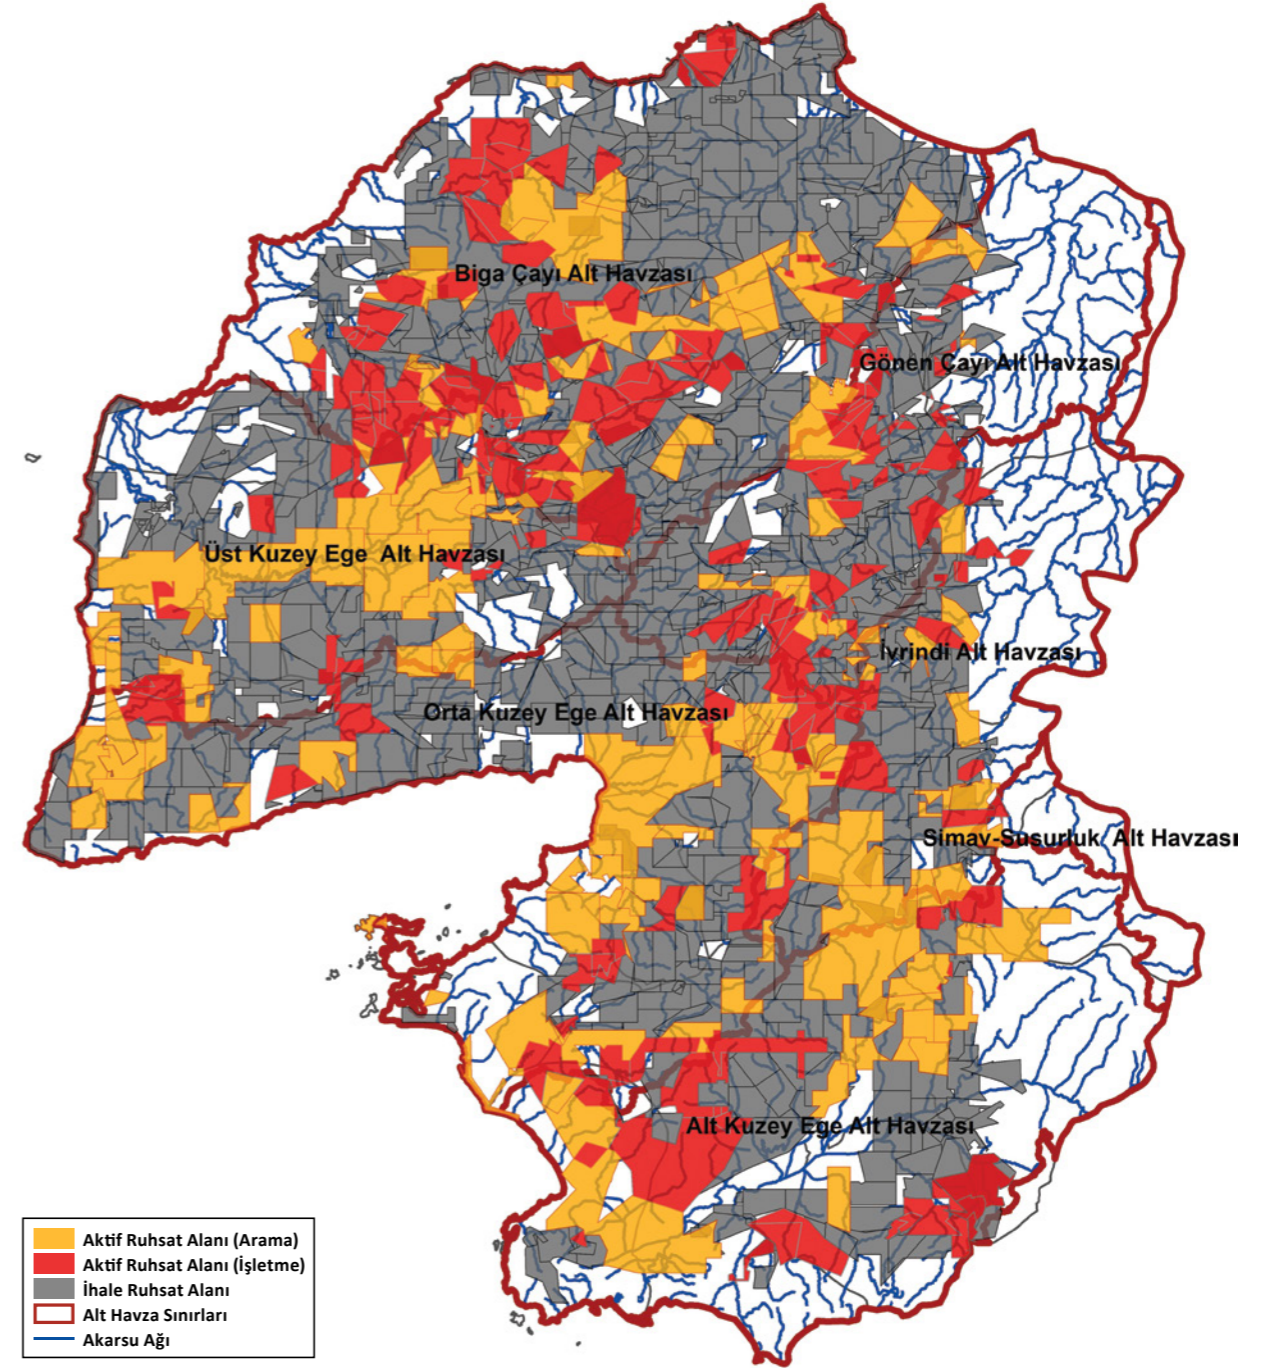 Biga Çayı Alt Havzası
Gönen Çayı Alt Havzası
Üst Kuzey Ege Alt Havzası
İvrindi Alt Havzası
Orta Kuzey Ege Alt Havzası
Simav-Susurluk Alt Havzası
Alt Kuzey Ege Alt Havzası
Aktif Ruhsat Alanı (Arama)
Aktif Ruhsat Alanı (İşletme)
İhale Ruhsat Alanı
Alt Havza Sınırları
Akarsu Ağı